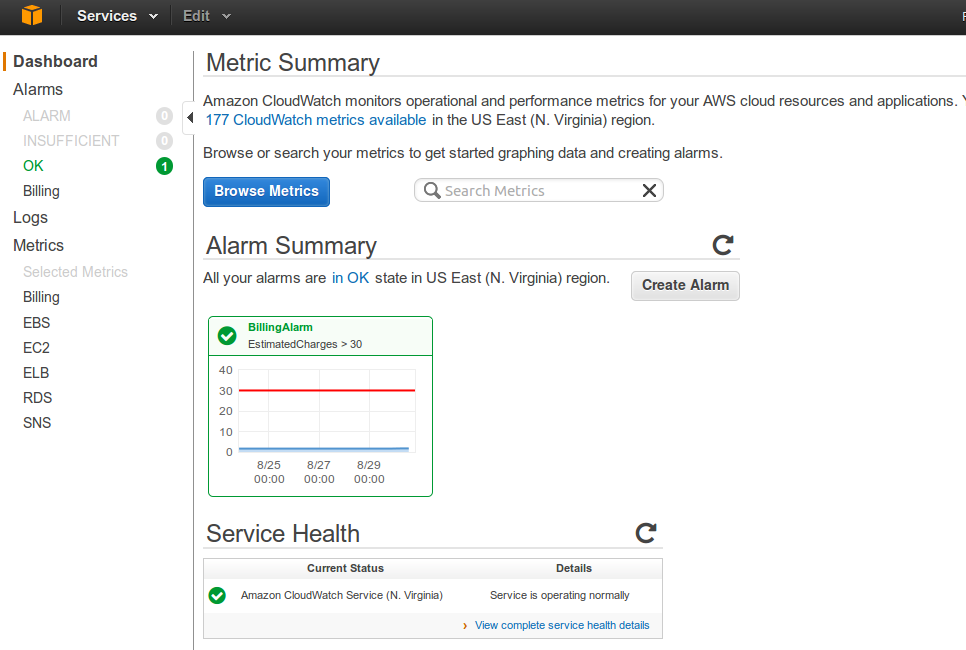 Services Edit
Dashboard
Alarms
ALARM 0
INSUFFICIENT 0
OK 1
Billing
Logs
Metrics
Selected Metrics
Billing
EBS
EC2
ELB
RDS
SNS
Metric Summary
Amazon CloudWatch monitors operational and performance metrics for your AWS cloud resources and applications.
177 CloudWatch metrics available in the US East (N. Virginia) region.
Browse or search your metrics to get started graphing data and creating alarms.
Browse Metrics
Search Metrics
Alarm Summary
All your alarms are in OK state in US East (N. Virginia) region.
Create Alarm
BillingAlarm
EstimatedCharges > 30
40
30
20
10
0
8/25 8/27 8/29
00:00 00:00 00:00
Service Health
Current Status Details
Amazon CloudWatch Service (N. Virginia) Service is operating normally
› View complete service health details